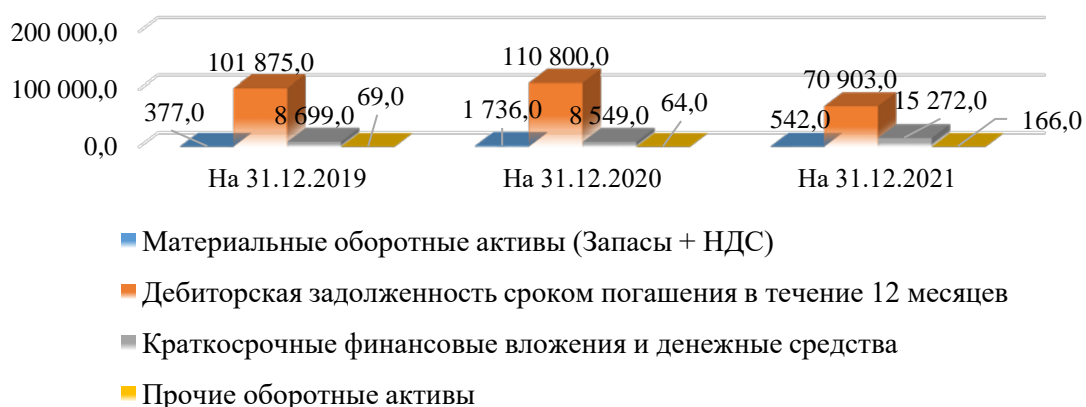 200 000,0
100 000,0
0,0
377,0
101 875,0
8 699,0
69,0
1 736,0
110 800,0
8 549,0
64,0
542,0
70 903,0
15 272,0
166,0
На 31.12.2019
На 31.12.2020
На 31.12.2021
Материальные оборотные активы (Запасы + НДС)
Дебиторская задолженность сроком погашения в течение 12 месяцев
Краткосрочные финансовые вложения и денежные средства
Прочие оборотные активы